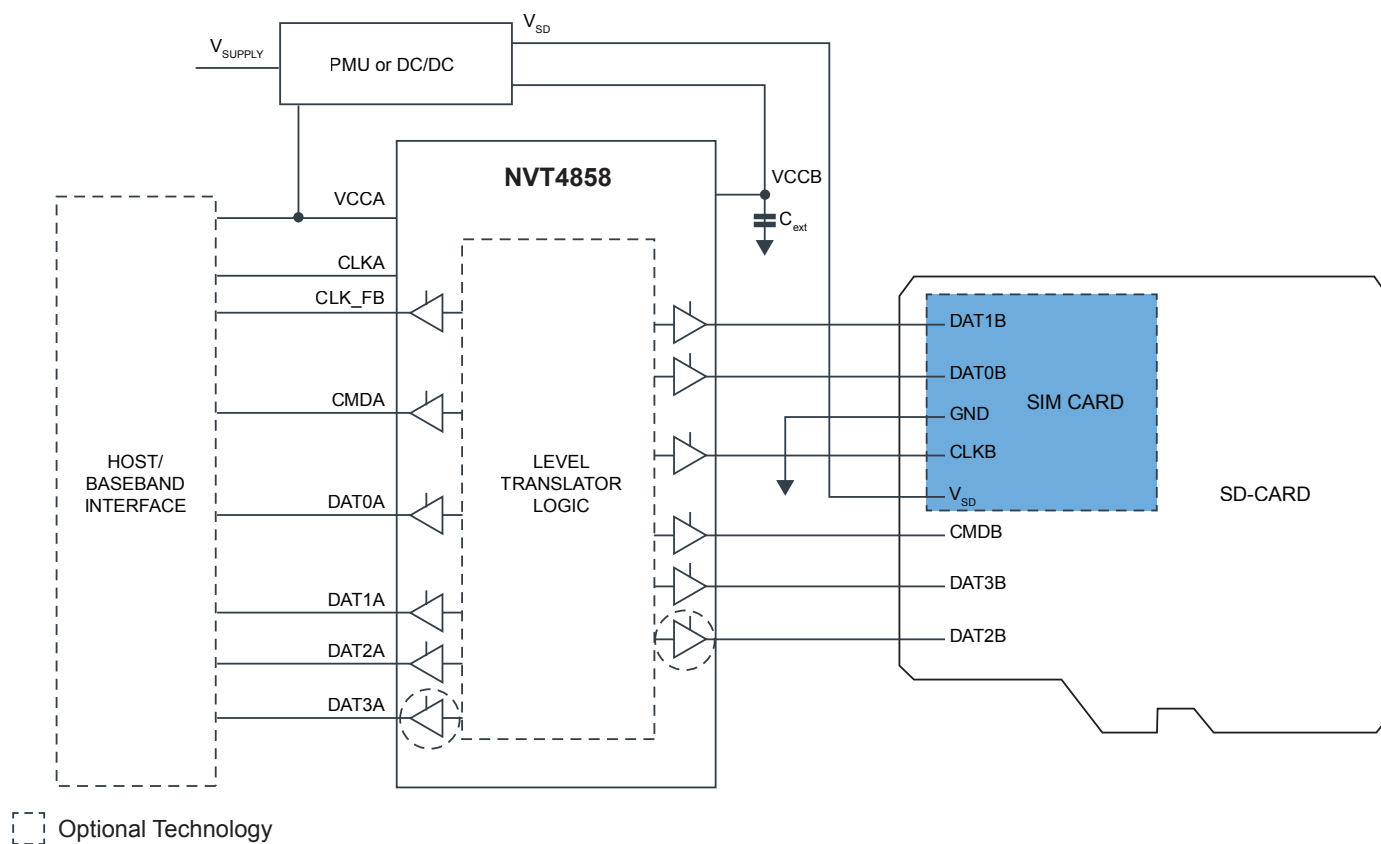 V_SD
V_SUPPLY
PMU or DC/DC
NVT4858
VCCA
VCCB
C_ext
CLKA
CLK_FB
CMDA
DAT0A
DAT1A
DAT2A
DAT3A
HOST/
BASEBAND
INTERFACE
LEVEL
TRANSLATOR
LOGIC
DAT1B
DAT0B
GND
CLKB
V_SD
SIM CARD
CMDB
DAT3B
DAT2B
SD-CARD
Optional Technology